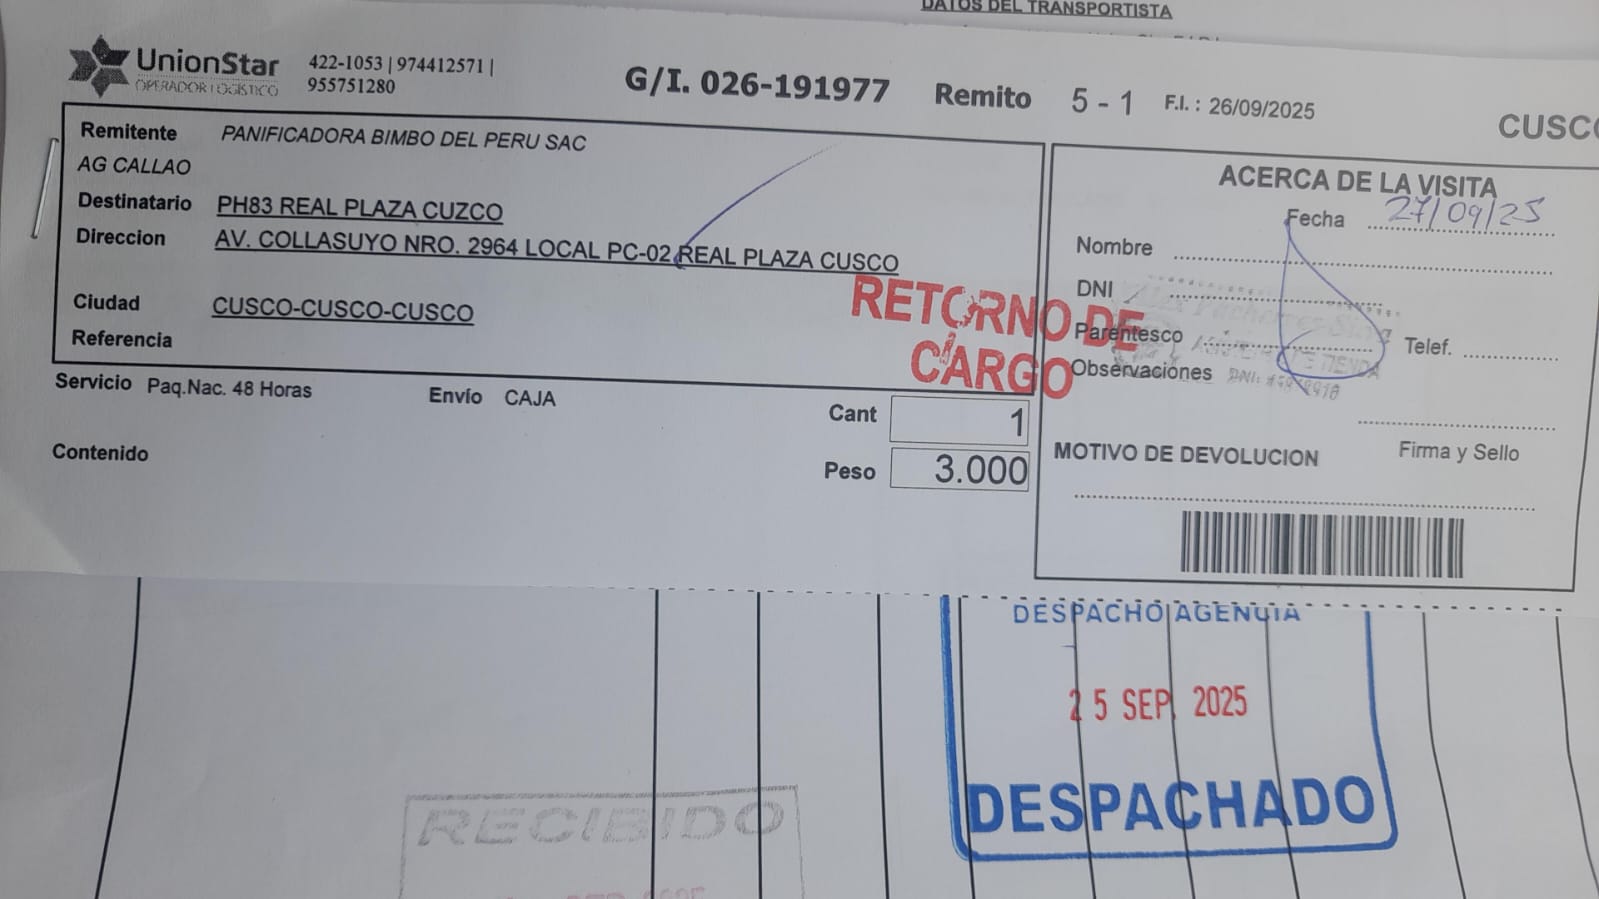 DATOS DEL TRANSPORTISTA
UnionStar
OPERADOR LOGÍSTICO
422-1053 | 974412571 |
955751280
G/I. 026-191977
Remito 5 - 1
F.I. : 26/09/2025
CUSCO
Remitente PANIFICADORA BIMBO DEL PERU SAC
AG CALLAO
Destinatario PH83 REAL PLAZA CUZCO
Direccion AV. COLLASUYO NRO. 2964 LOCAL PC-02 REAL PLAZA CUSCO
Ciudad CUSCO-CUSCO-CUSCO
Referencia
RETORNO DE
CARGO
Servicio Paq.Nac. 48 Horas
Envío CAJA
Cant 1
Contenido
Peso 3.000
ACERCA DE LA VISITA
Fecha 27/09/25
Nombre
DNI
Parentesco
Telef.
Observaciones
DE TIENDA
DNI:
Firma y Sello
MOTIVO DE DEVOLUCION
DESPACHO AGENCIA
25 SEP. 2025
DESPACHADO
RECIBIDO